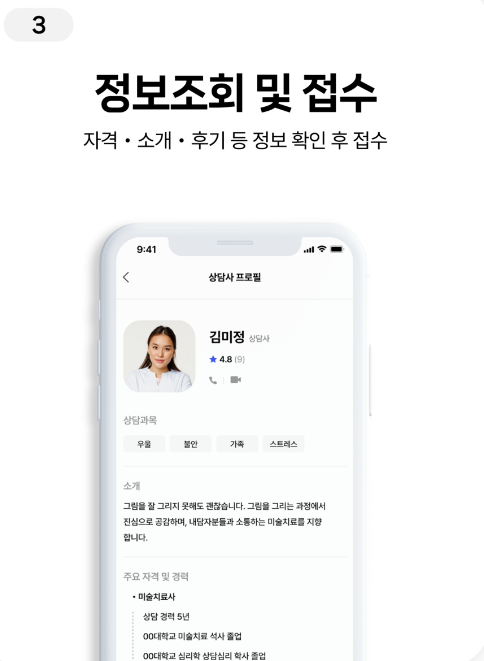 3
정보조회 및 접수
자격 • 소개 • 후기 등 정보 확인 후 접수
9:41
상담사 프로필
김미정 상담사
4.8 (9)
상담과목
우울 불안 가족 스트레스
소개
그림을 잘 그리지 못해도 괜찮습니다. 그림을 그리는 과정에서
진심으로 공감하며, 내담자분들과 소통하는 미술치료를 지향
합니다.
주요 자격 및 경력
• 미술치료사
상담 경력 5년
00대학교 미술치료 석사 졸업
00대학교 심리학 상담심리 학사 졸업